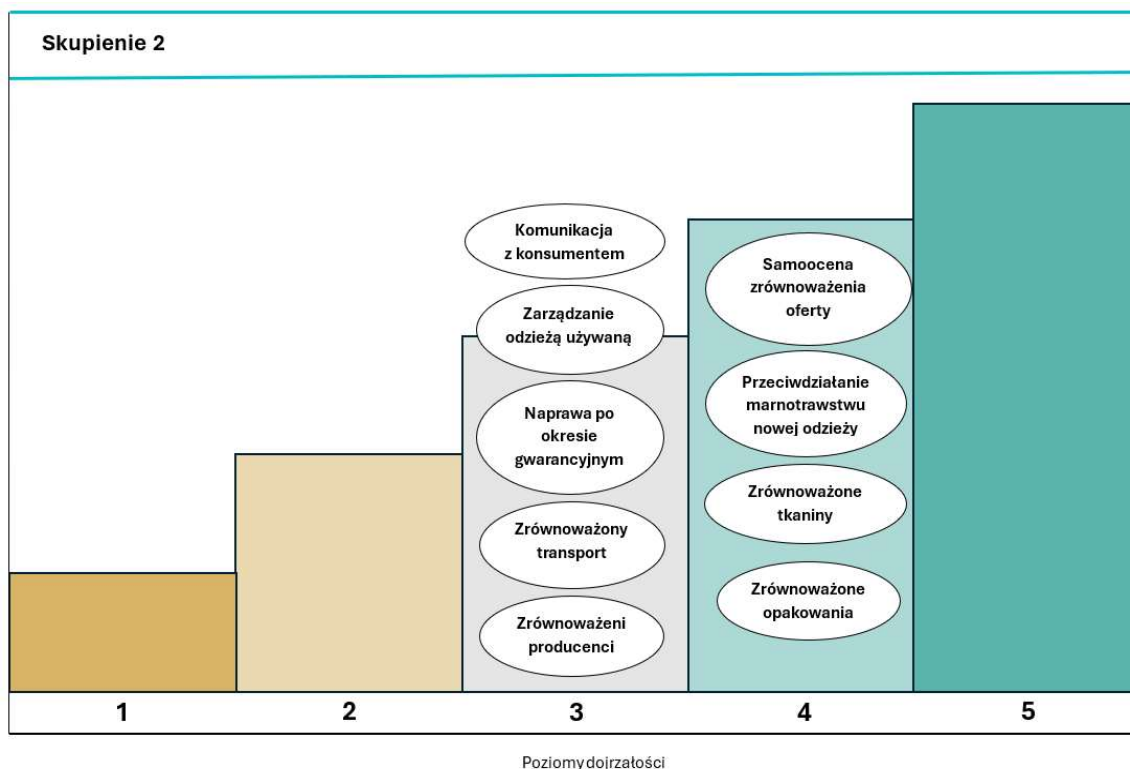 Skupienie 2
Komunikacja
z konsumentem
Zarządzanie
odzieżą używaną
Naprawa po
okresie
gwarancyjnym
Zrównoważony
transport
Zrównoważeni
producenci
Samoocena
zrównoważenia
oferty
Przeciwdziałanie
marnotrawstwu
nowej odzieży
Zrównoważone
tkaniny
Zrównoważone
opakowania
1
2
3
4
5
Poziomy dojrzałości